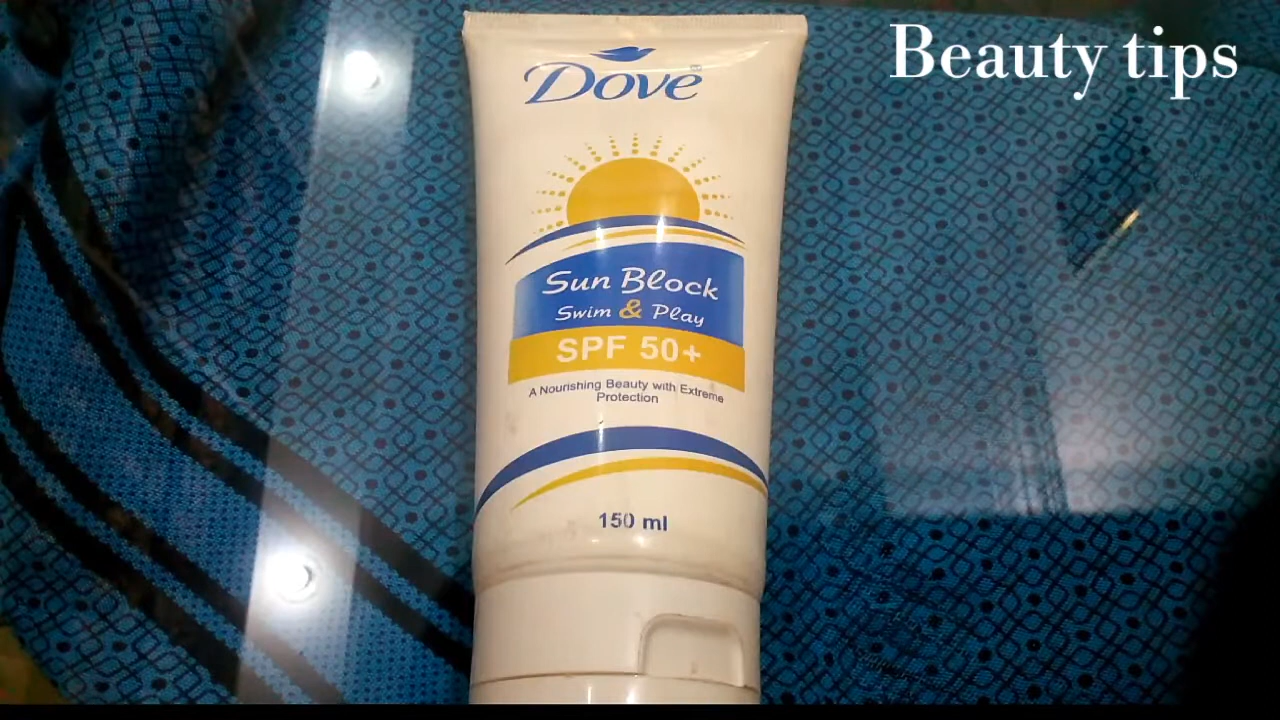 Beauty tips
Dove
Sun Block
Swim & Play
SPF 50+
A Nourishing Beauty with Extreme
Protection
150 ml